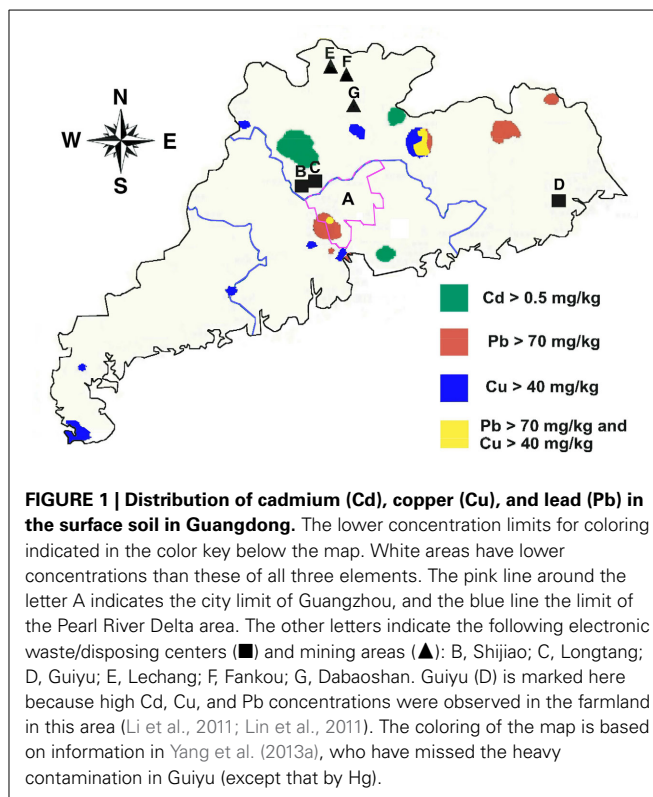 E
F
G
N
W E
S
B C
A
D
Cd > 0.5 mg/kg
Pb > 70 mg/kg
Cu > 40 mg/kg
Pb > 70 mg/kg and
Cu > 40 mg/kg
FIGURE 1 | Distribution of cadmium (Cd), copper (Cu), and lead (Pb) in
the surface soil in Guangdong. The lower concentration limits for coloring
indicated in the color key below the map. White areas have lower
concentrations than these of all three elements. The pink line around the
letter A indicates the city limit of Guangzhou, and the blue line the limit of
the Pearl River Delta area. The other letters indicate the following electronic
waste/disposing centers (■) and mining areas (▲): B, Shijiao; C, Longtang;
D, Guiyu; E, Lechang; F, Fankou; G, Dabaoshan. Guiyu (D) is marked here
because high Cd, Cu, and Pb concentrations were observed in the farmland
in this area (Li et al., 2011; Lin et al., 2011). The coloring of the map is based
on information in Yang et al. (2013a), who have missed the heavy
contamination in Guiyu (except that by Hg).